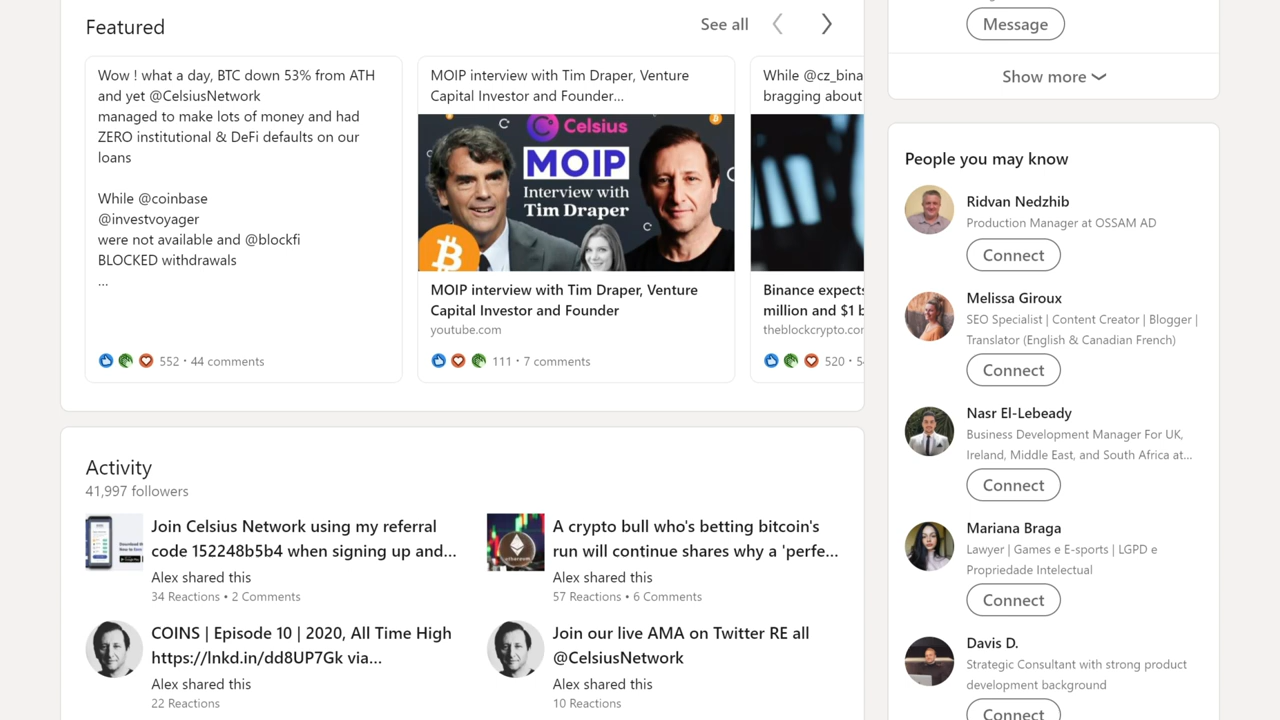 Featured
See all
Wow ! what a day, BTC down 53% from ATH
and yet @CelsiusNetwork
managed to make lots of money and had
ZERO institutional & DeFi defaults on our
loans
While @coinbase
@investvoyager
were not available and @blockfi
BLOCKED withdrawals
...
552 • 44 comments
MOIP interview with Tim Draper, Venture
Capital Investor and Founder...
Celsius
MOIP
Interview with
Tim Draper
MOIP interview with Tim Draper, Venture
Capital Investor and Founder
youtube.com
111 • 7 comments
While @cz_bina
bragging about
Binance expects
million and $1 b
theblockcrypto.cor
520 • 5
Activity
41,997 followers
Join Celsius Network using my referral
code 152248b5b4 when signing up and...
Alex shared this
34 Reactions • 2 Comments
A crypto bull who's betting bitcoin's
run will continue shares why a 'perfe...
Alex shared this
57 Reactions • 6 Comments
COINS | Episode 10 | 2020, All Time High
https://lnkd.in/dd8UP7Gk via...
Alex shared this
22 Reactions
Join our live AMA on Twitter RE all
@CelsiusNetwork
Alex shared this
10 Reactions
Message
Show more
People you may know
Ridvan Nedzhib
Production Manager at OSSAM AD
Connect
Melissa Giroux
SEO Specialist | Content Creator | Blogger |
Translator (English & Canadian French)
Connect
Nasr El-Lebeady
Business Development Manager For UK,
Ireland, Middle East, and South Africa at...
Connect
Mariana Braga
Lawyer | Games e E-sports | LGPD e
Propriedade Intelectual
Connect
Davis D.
Strategic Consultant with strong product
development background
Connect